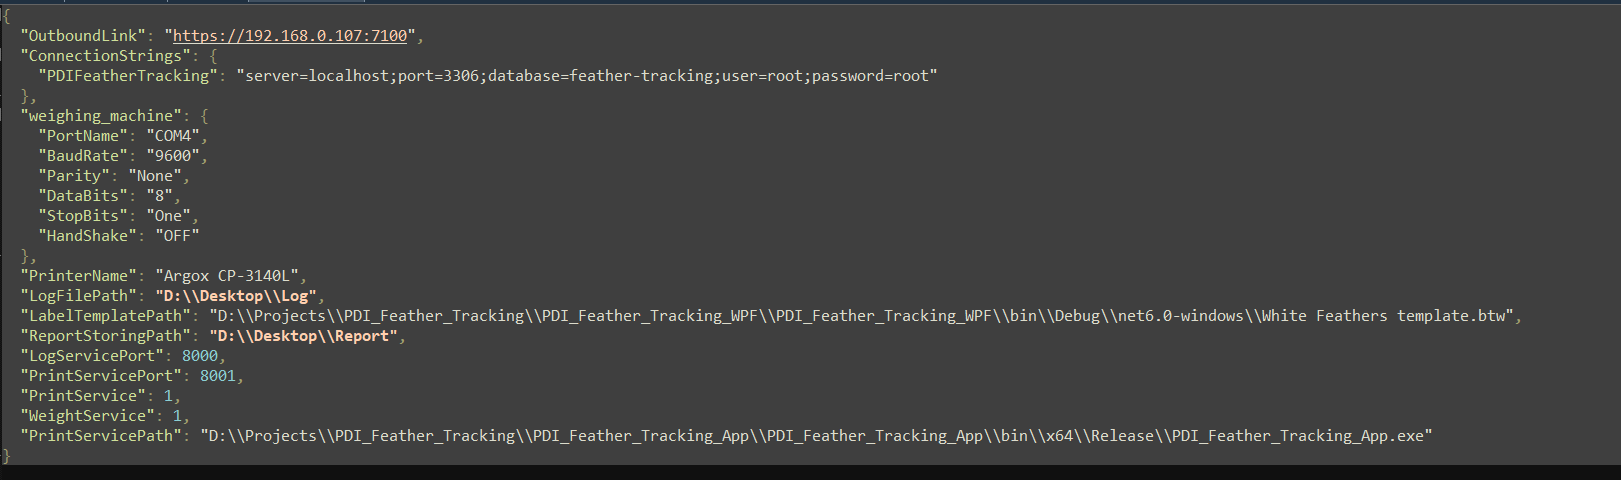 {
  "OutboundLink": "https://192.168.0.107:7100",
  "ConnectionStrings": {
    "PDIFeatherTracking": "server=localhost;port=3306;database=feather-tracking;user=root;password=root"
  },
  "weighing_machine": {
    "PortName": "COM4",
    "BaudRate": "9600",
    "Parity": "None",
    "DataBits": "8",
    "StopBits": "One",
    "HandShake": "OFF"
  },
  "PrinterName": "Argox CP-3140L",
  "LogFilePath": "D:\\Desktop\\Log",
  "LabelTemplatePath": "D:\\Projects\\PDI_Feather_Tracking\\PDI_Feather_Tracking_WPF\\PDI_Feather_Tracking_WPF\\bin\\Debug\\net6.0-windows\\White Feathers template.btw",
  "ReportStoringPath": "D:\\Desktop\\Report",
  "LogServicePort": 8000,
  "PrintServicePort": 8001,
  "PrintService": 1,
  "WeightService": 1,
  "PrintServicePath": "D:\\Projects\\PDI_Feather_Tracking\\PDI_Feather_Tracking_App\\PDI_Feather_Tracking_App\\bin\\x64\\Release\\PDI_Feather_Tracking_App.exe"
}